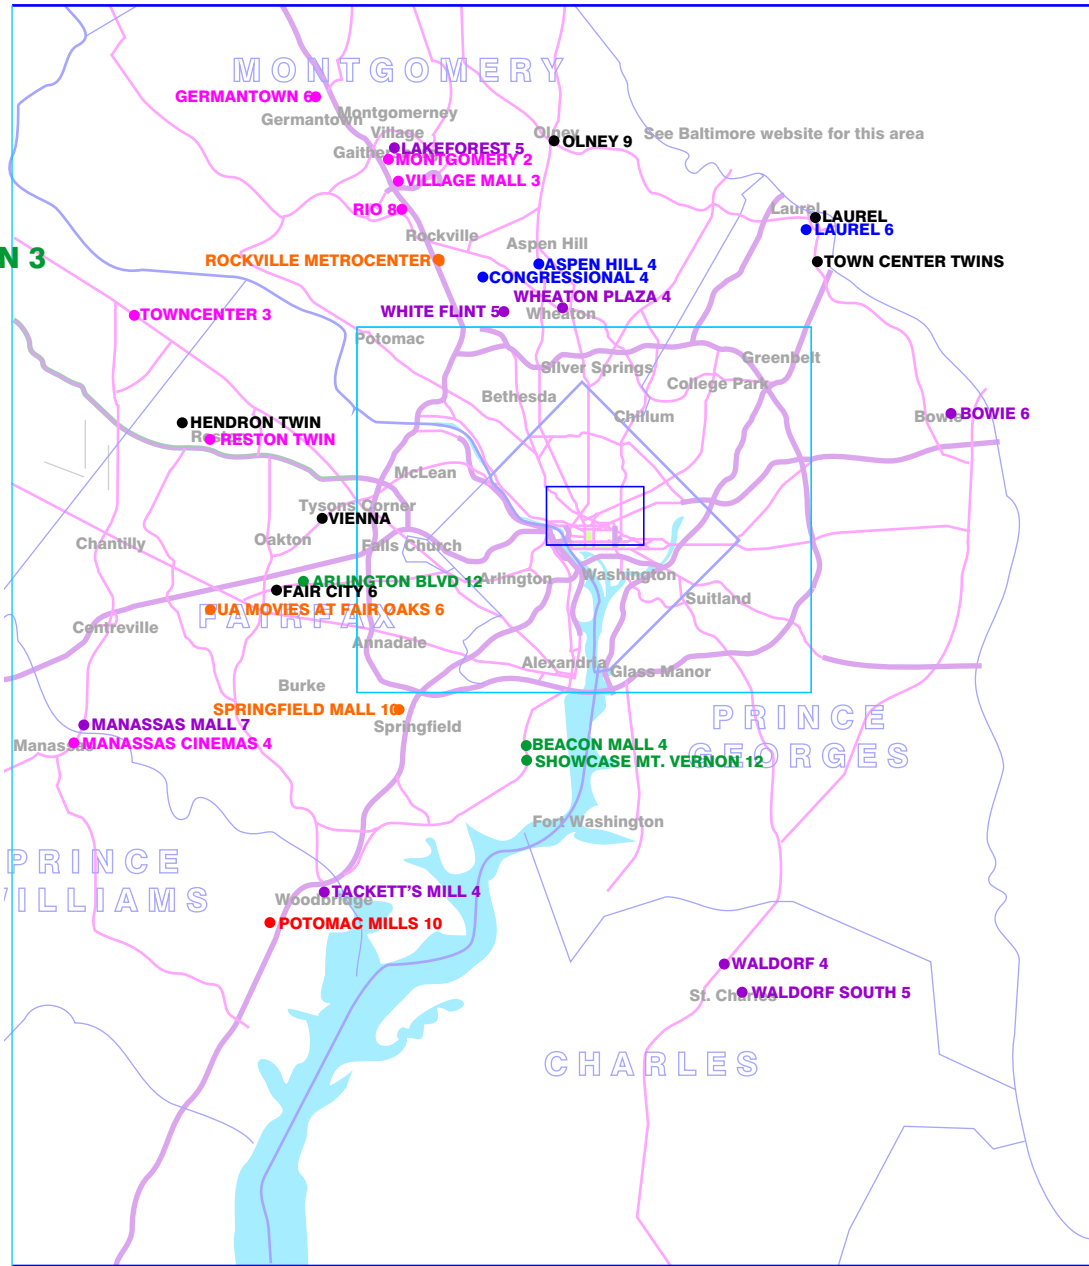 MONTGOMERY
GERMANTOWN 6
Germantown
Montgomerney
Village
Olney
OLNEY 9
See Baltimore website for this area
LAKEFOREST 5
MONTGOMERY 2
VILLAGE MALL 3
RIO 8
Laurel
LAUREL
LAUREL 6
Rockville
Aspen Hill
N 3
ROCKVILLE METROCENTER
ASPEN HILL 4
TOWN CENTER TWINS
CONGRESSIONAL 4
WHEATON PLAZA 4
WHITE FLINT 5
Wheaton
TOWNCENTER 3
Potomac
Silver Springs
Greenbelt
College Park
Bethesda
Chillum
Bowie
BOWIE 6
HENDRON TWIN
RESTON TWIN
McLean
Tysons Corner
VIENNA
Chantilly
Oakton
Falls Church
ARLINGTON BLVD 12
Arlington
Washington
FAIR CITY 6
Suitland
UA MOVIES AT FAIR OAKS 6
FAIRFAX
Centreville
Annadale
Alexandria
Glass Manor
Burke
SPRINGFIELD MALL 10
Springfield
PRINCE
GEORGES
MANASSAS MALL 7
Manassas
MANASSAS CINEMAS 4
BEACON MALL 4
SHOWCASE MT. VERNON 12
Fort Washington
PRINCE
WILLIAMS
TACKETT’S MILL 4
Woodbridge
POTOMAC MILLS 10
WALDORF 4
St. Charles
WALDORF SOUTH 5
CHARLES